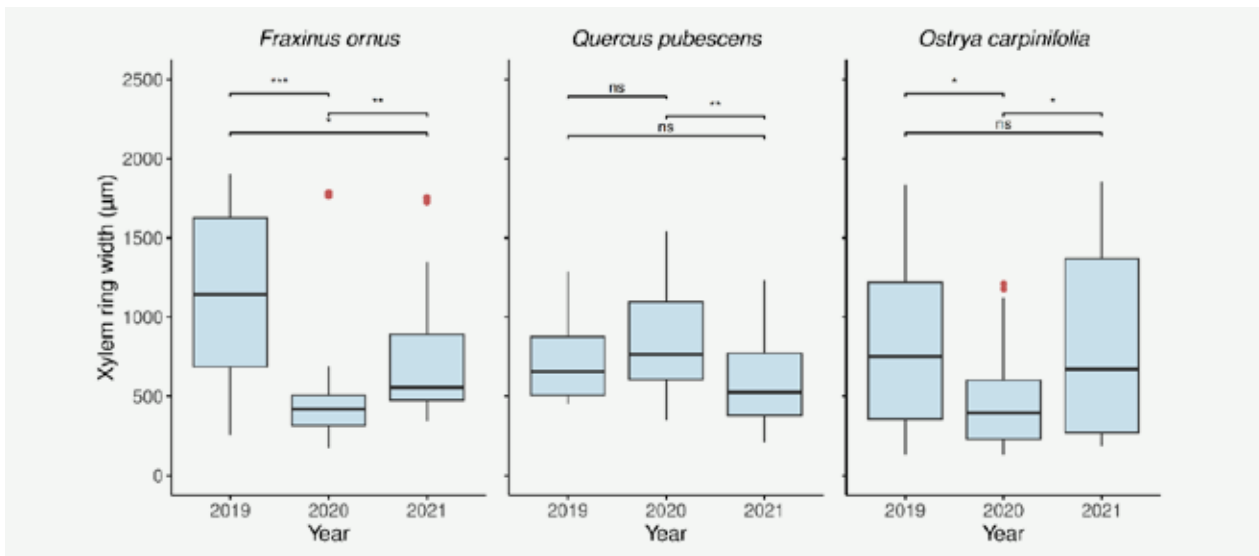 Fraxinus ornus Quercus pubescens Ostrya carpinifolia
Xylem ring width (µm)
2500
2000
1500
1000
500
0
*** ** *
ns ** ns
* * ns
2019 2020 2021 2019 2020 2021 2019 2020 2021
Year Year Year